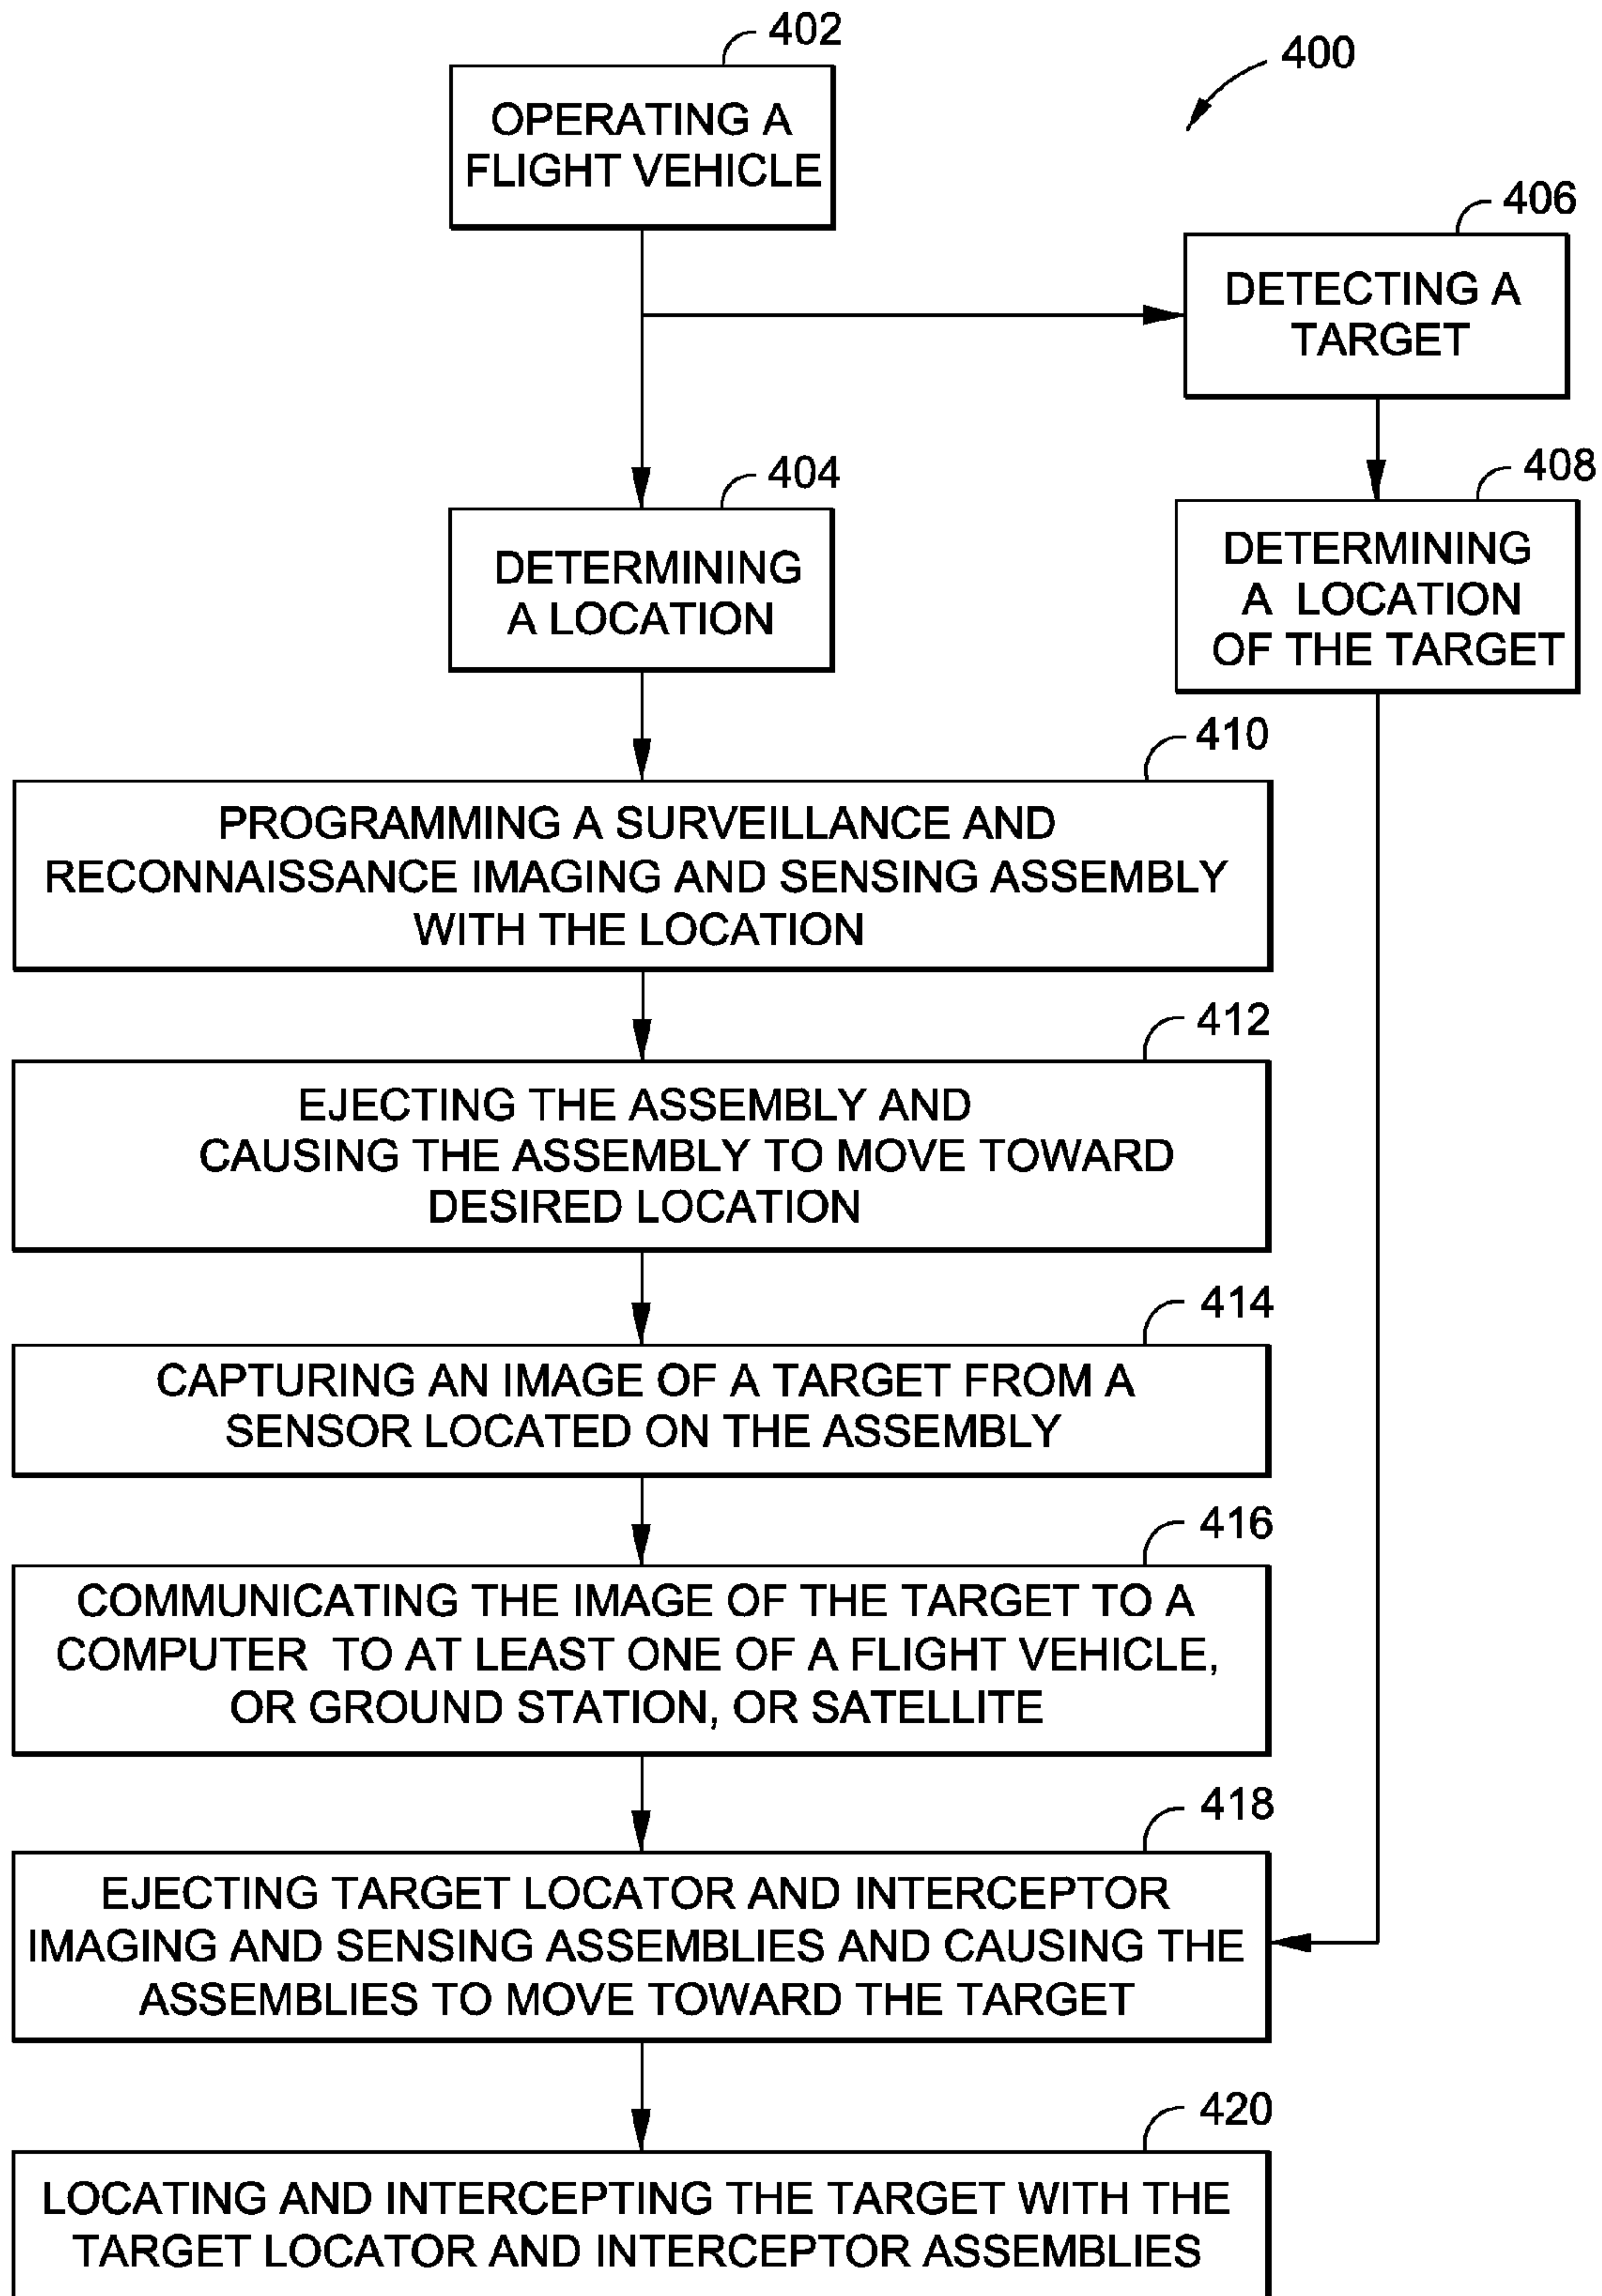 402
400
OPERATING A
FLIGHT VEHICLE
406
DETECTING A
TARGET
404
408
DETERMINING
A LOCATION
DETERMINING
A LOCATION
OF THE TARGET
410
PROGRAMMING A SURVEILLANCE AND
RECONNAISSANCE IMAGING AND SENSING ASSEMBLY
WITH THE LOCATION
412
EJECTING THE ASSEMBLY AND
CAUSING THE ASSEMBLY TO MOVE TOWARD
DESIRED LOCATION
414
CAPTURING AN IMAGE OF A TARGET FROM A
SENSOR LOCATED ON THE ASSEMBLY
416
COMMUNICATING THE IMAGE OF THE TARGET TO A
COMPUTER TO AT LEAST ONE OF A FLIGHT VEHICLE,
OR GROUND STATION, OR SATELLITE
418
EJECTING TARGET LOCATOR AND INTERCEPTOR
IMAGING AND SENSING ASSEMBLIES AND CAUSING THE
ASSEMBLIES TO MOVE TOWARD THE TARGET
420
LOCATING AND INTERCEPTING THE TARGET WITH THE
TARGET LOCATOR AND INTERCEPTOR ASSEMBLIES